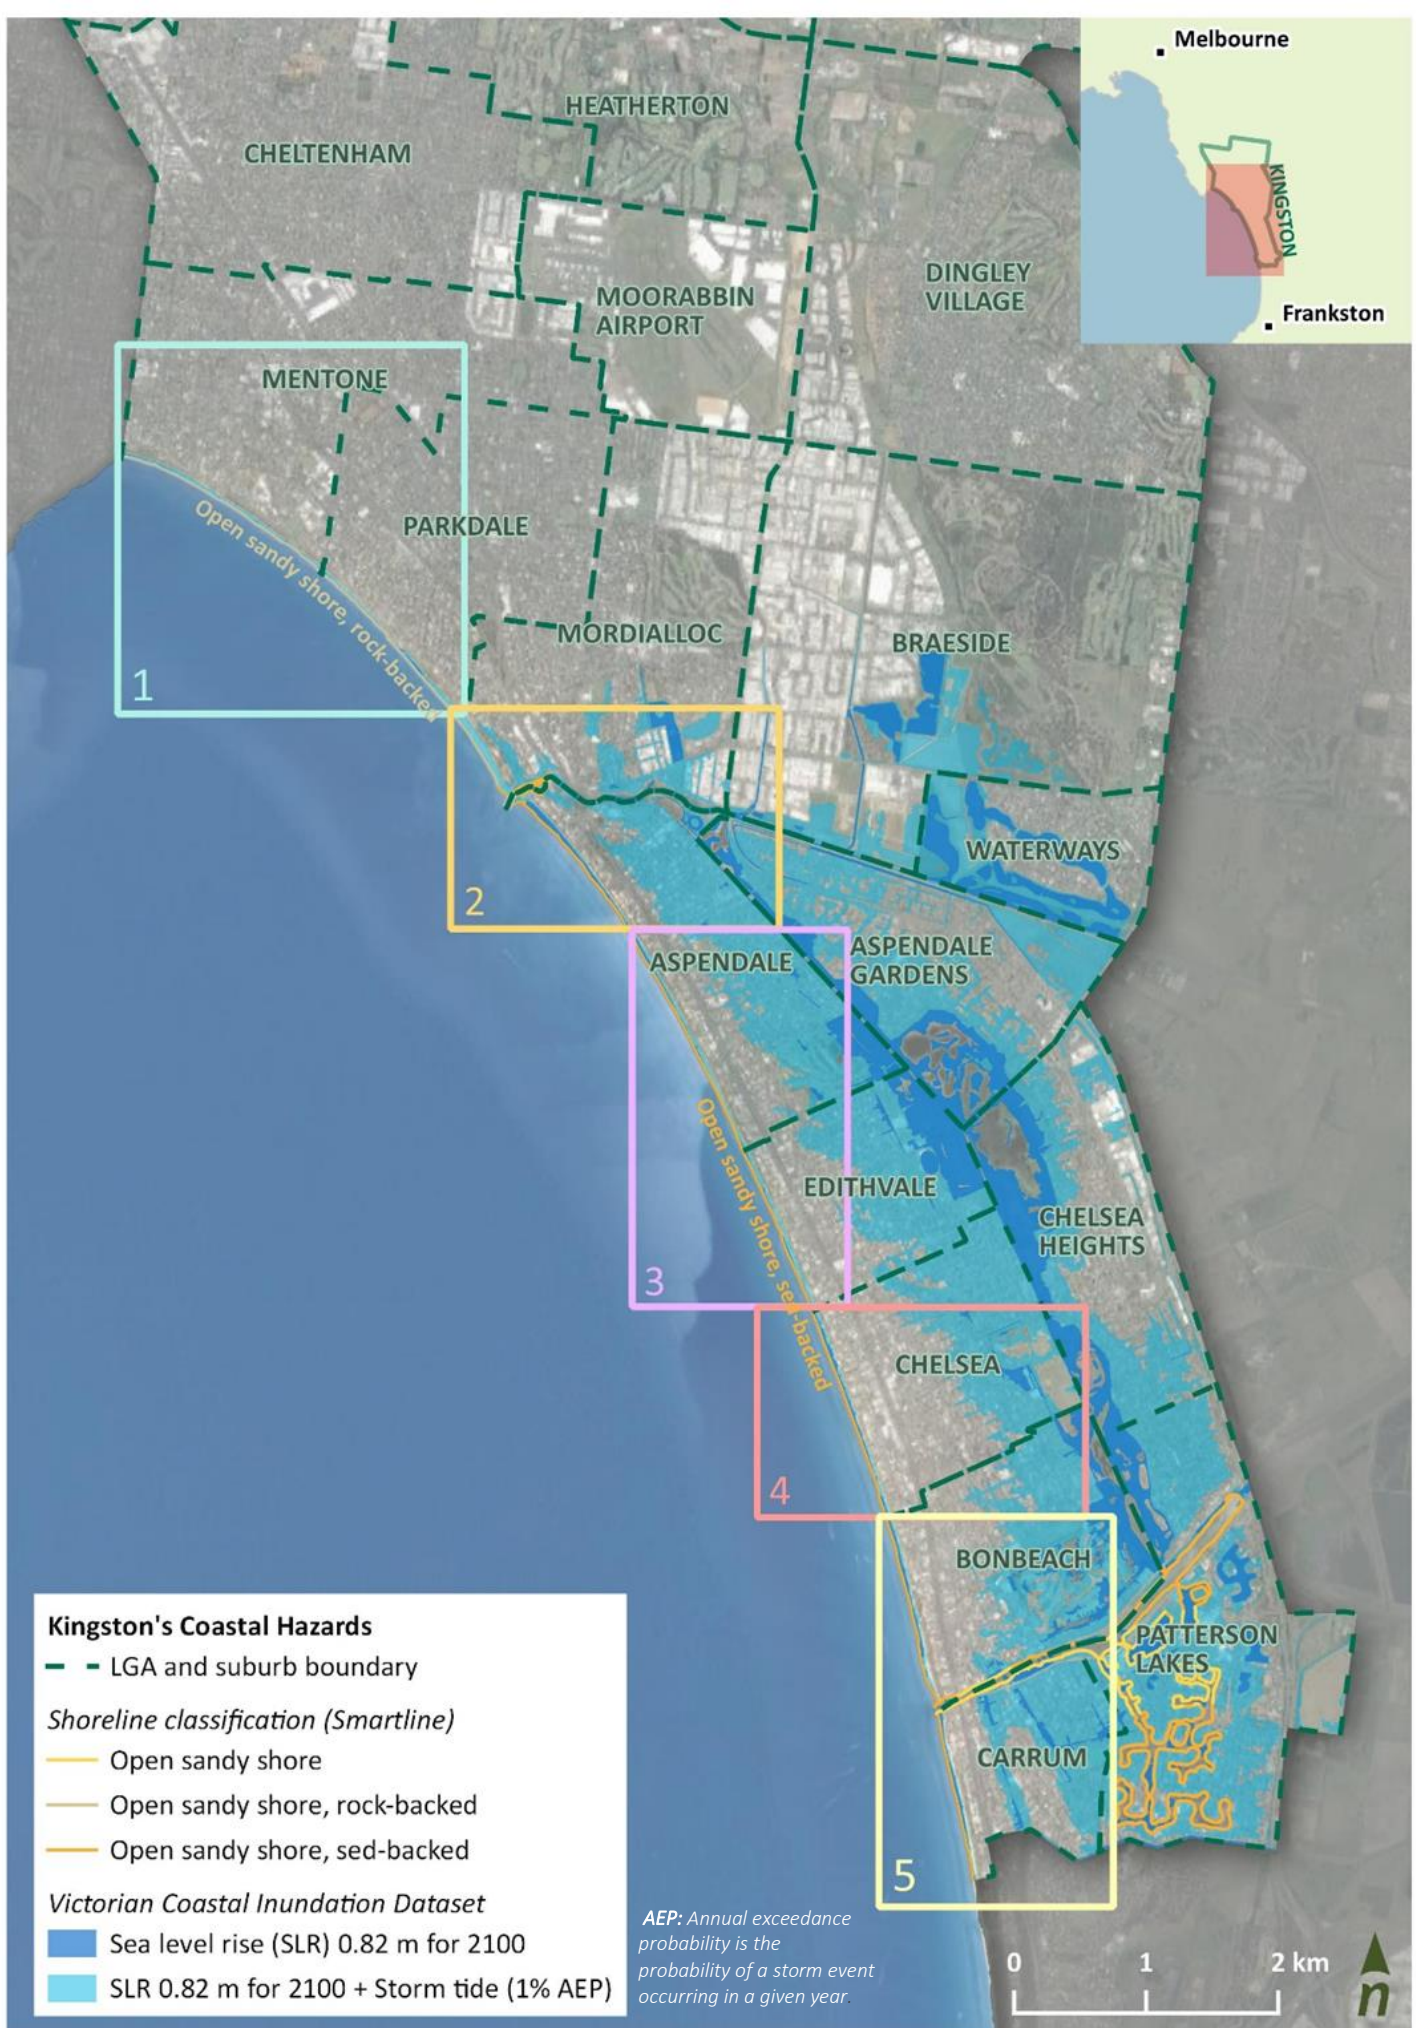 Melbourne
KINGSTON
Frankston
HEATHERTON
CHELTENHAM
DINGLEY
VILLAGE
MOORABBIN
AIRPORT
MENTONE
PARKDALE
Open sandy shore, rock-backed
MORDIALLOC
BRAESIDE
1
WATERWAYS
2
ASPENDALE
ASPENDALE
GARDENS
Open sandy shore, sed-backed
EDITHVALE
CHELSEA
HEIGHTS
3
CHELSEA
4
BONBEACH
PATTERSON
LAKES
CARRUM
5
Kingston's Coastal Hazards
LGA and suburb boundary
Shoreline classification (Smartline)
Open sandy shore
Open sandy shore, rock-backed
Open sandy shore, sed-backed
Victorian Coastal Inundation Dataset
Sea level rise (SLR) 0.82 m for 2100
SLR 0.82 m for 2100 + Storm tide (1% AEP)
AEP: Annual exceedance
probability is the
probability of a storm event
occurring in a given year.
0 1 2 km
n